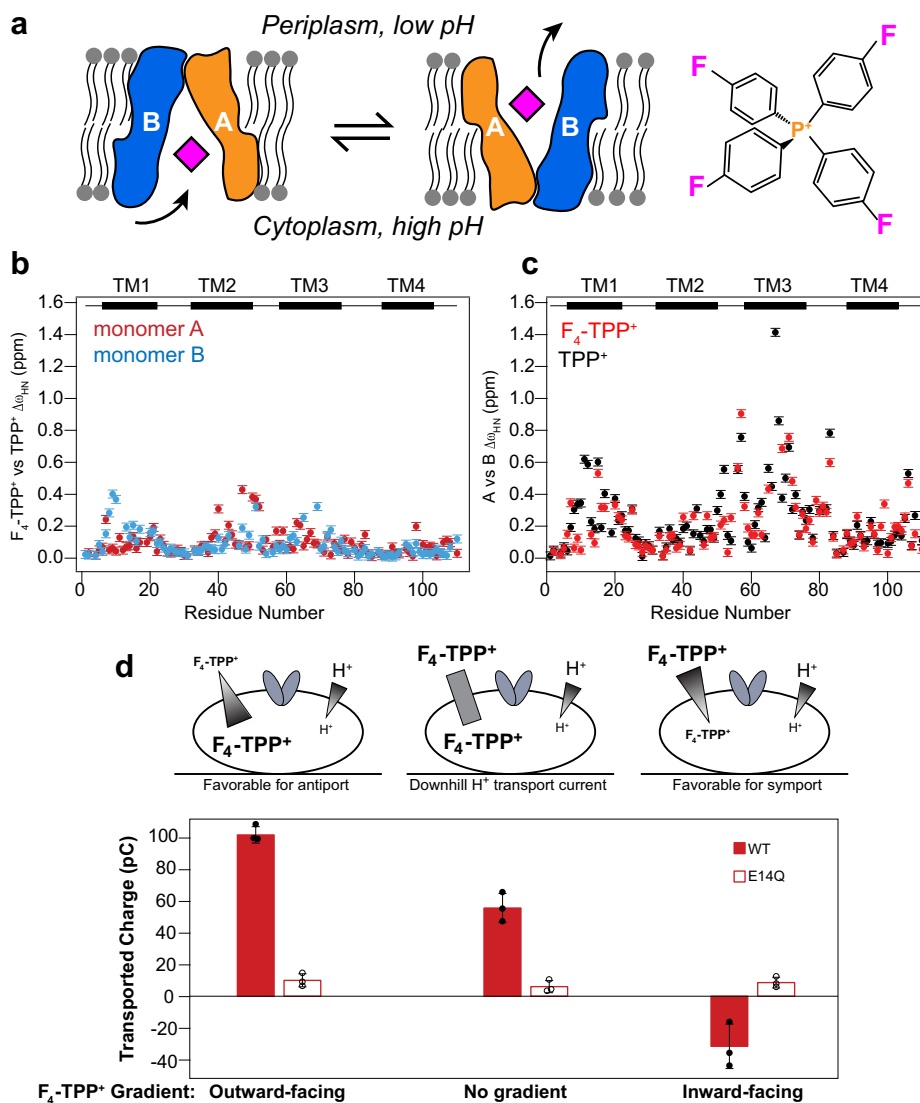 a
Periplasm, low pH
B
A
A
B
Cytoplasm, high pH
F
F
F
F
P⁺
b
TM1 TM2 TM3 TM4
1.6
1.4
1.2
1.0
0.8
0.6
0.4
0.2
0.0
F₄-TPP⁺ vs TPP⁺ Δω_HN (ppm)
monomer A
monomer B
0 20 40 60 80 100
Residue Number
c
TM1 TM2 TM3 TM4
1.6
1.4
1.2
1.0
0.8
0.6
0.4
0.2
0.0
A vs B Δω_HN (ppm)
F₄-TPP⁺
TPP⁺
0 20 40 60 80 100
Residue Number
d
F₄-TPP⁺
H⁺
F₄-TPP⁺
H⁺
Favorable for antiport
F₄-TPP⁺
H⁺
F₄-TPP⁺
H⁺
Downhill H⁺ transport current
F₄-TPP⁺
H⁺
F₄-TPP⁺
H⁺
Favorable for symport
Transported Charge (pC)
100
80
60
40
20
0
-20
-40
WT
E14Q
F₄-TPP⁺ Gradient: Outward-facing No gradient Inward-facing